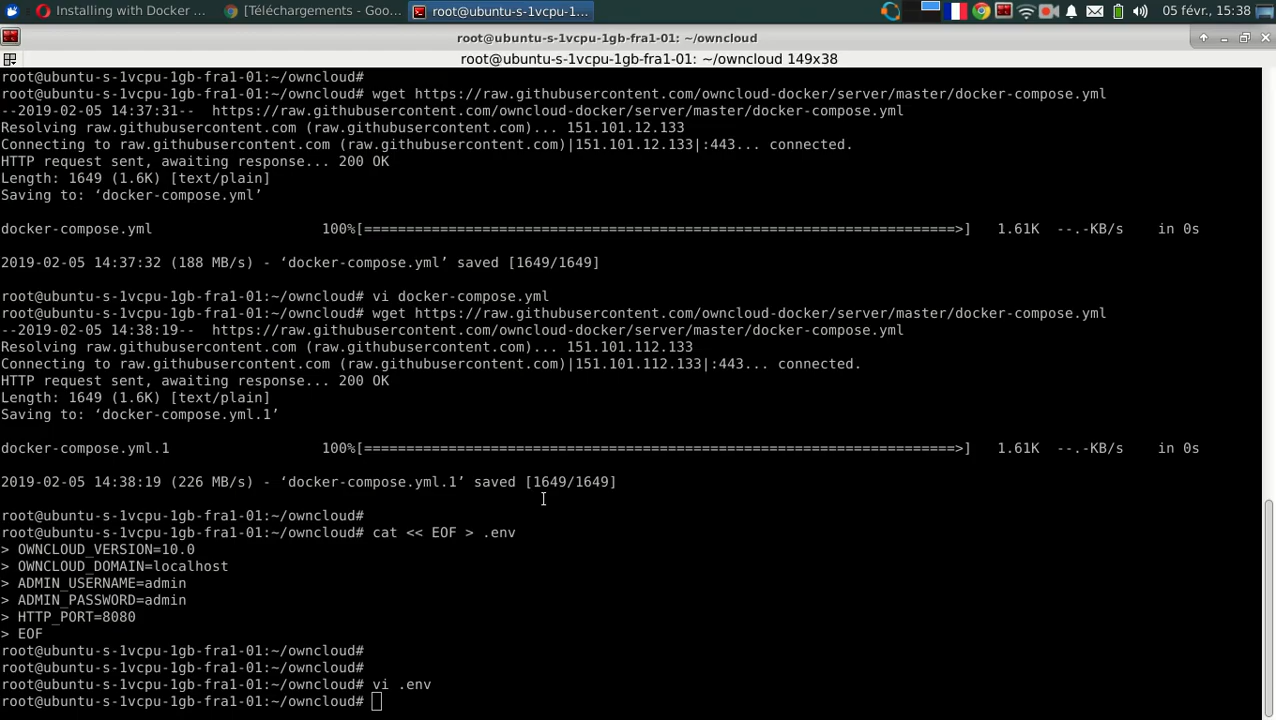 Installing with Docker ...
[Téléchargements - Goo...
root@ubuntu-s-1vcpu-1...
05 févr, 15:38
root@ubuntu-s-1vcpu-1gb-fra1-01: ~/owncloud
root@ubuntu-s-1vcpu-1gb-fra1-01: ~/owncloud 149x38
root@ubuntu-s-1vcpu-1gb-fra1-01:~/owncloud#
root@ubuntu-s-1vcpu-1gb-fra1-01:~/owncloud# wget https://raw.githubusercontent.com/owncloud-docker/server/master/docker-compose.yml
--2019-02-05 14:37:31--  https://raw.githubusercontent.com/owncloud-docker/server/master/docker-compose.yml
Resolving raw.githubusercontent.com (raw.githubusercontent.com)... 151.101.12.133
Connecting to raw.githubusercontent.com (raw.githubusercontent.com)|151.101.12.133|:443... connected.
HTTP request sent, awaiting response... 200 OK
Length: 1649 (1.6K) [text/plain]
Saving to: ‘docker-compose.yml’
docker-compose.yml 100%[======================================================================>] 1.61K --.-KB/s in 0s
2019-02-05 14:37:32 (188 MB/s) - ‘docker-compose.yml’ saved [1649/1649]
root@ubuntu-s-1vcpu-1gb-fra1-01:~/owncloud# vi docker-compose.yml
root@ubuntu-s-1vcpu-1gb-fra1-01:~/owncloud# wget https://raw.githubusercontent.com/owncloud-docker/server/master/docker-compose.yml
--2019-02-05 14:38:19--  https://raw.githubusercontent.com/owncloud-docker/server/master/docker-compose.yml
Resolving raw.githubusercontent.com (raw.githubusercontent.com)... 151.101.112.133
Connecting to raw.githubusercontent.com (raw.githubusercontent.com)|151.101.112.133|:443... connected.
HTTP request sent, awaiting response... 200 OK
Length: 1649 (1.6K) [text/plain]
Saving to: ‘docker-compose.yml.1’
docker-compose.yml.1 100%[======================================================================>] 1.61K --.-KB/s in 0s
2019-02-05 14:38:19 (226 MB/s) - ‘docker-compose.yml.1’ saved [1649/1649]
root@ubuntu-s-1vcpu-1gb-fra1-01:~/owncloud#
root@ubuntu-s-1vcpu-1gb-fra1-01:~/owncloud# cat << EOF > .env
> OWNCLOUD_VERSION=10.0
> OWNCLOUD_DOMAIN=localhost
> ADMIN_USERNAME=admin
> ADMIN_PASSWORD=admin
> HTTP_PORT=8080
> EOF
root@ubuntu-s-1vcpu-1gb-fra1-01:~/owncloud#
root@ubuntu-s-1vcpu-1gb-fra1-01:~/owncloud#
root@ubuntu-s-1vcpu-1gb-fra1-01:~/owncloud# vi .env
root@ubuntu-s-1vcpu-1gb-fra1-01:~/owncloud#